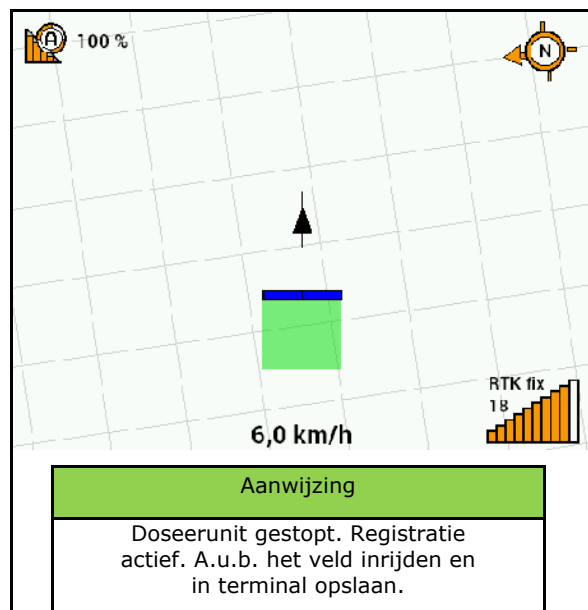 A 100 %
N
RTK fix
18
6,0 km/h
Aanwijzing
Doseerunit gestopt. Registratie
actief. A.u.b. het veld inrijden en
in terminal opslaan.